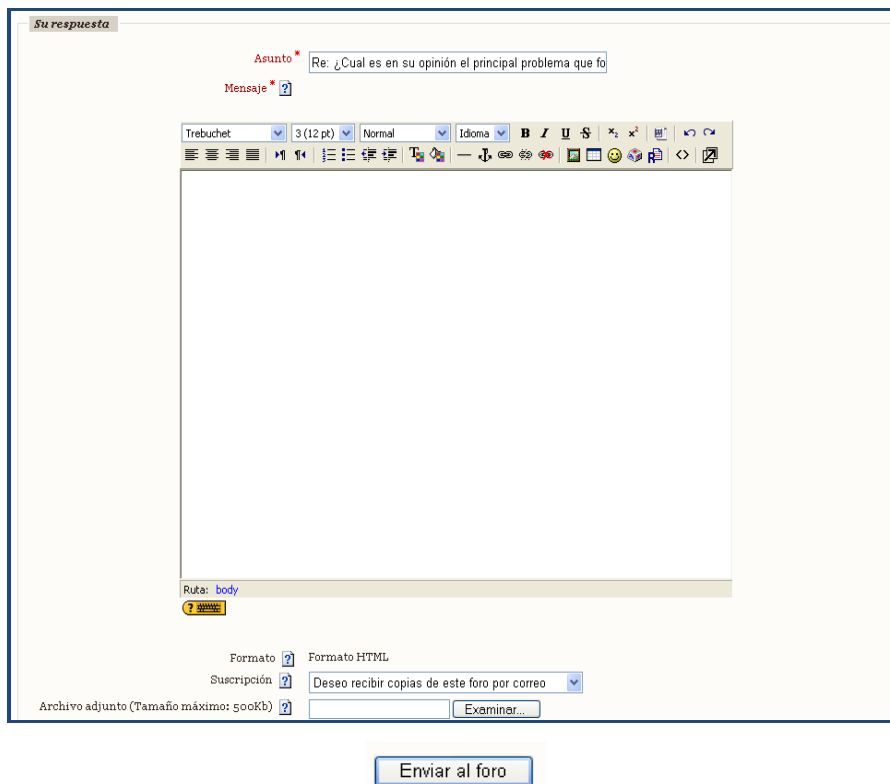 Su respuesta
Asunto*
Re: ¿Cual es en su opinión el principal problema que fo
Mensaje* ?
Trebuchet 3 (12 pt) Normal Idioma B I U S x₂ x²
Ruta: body
?
Formato ? Formato HTML
Suscripción ? Deseo recibir copias de este foro por correo
Archivo adjunto (Tamaño máximo: 500Kb) ? Examinar...
Enviar al foro